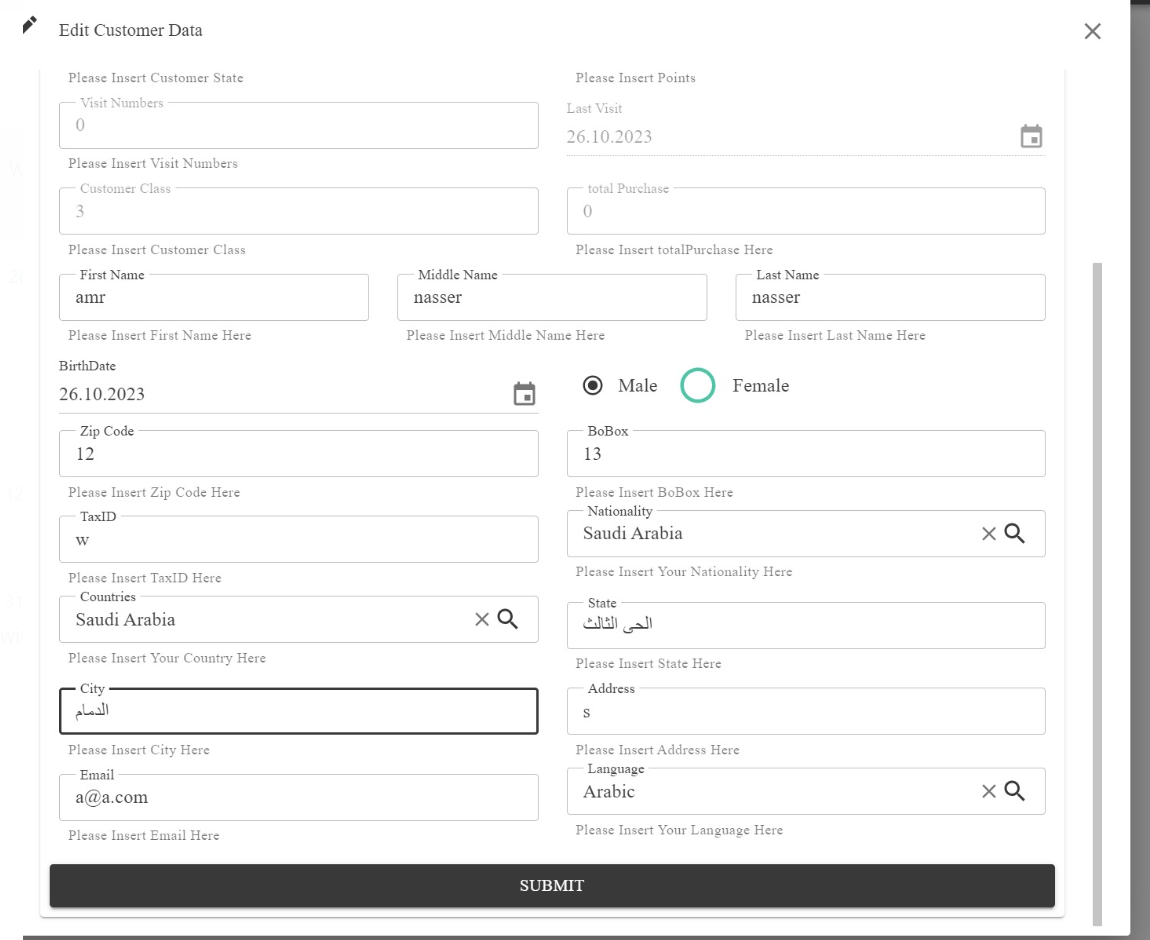 Edit Customer Data
Please Insert Customer State
Please Insert Points
Visit Numbers
0
Please Insert Visit Numbers
Last Visit
26.10.2023
Customer Class
3
Please Insert Customer Class
total Purchase
0
Please Insert totalPurchase Here
First Name
amr
Please Insert First Name Here
Middle Name
nasser
Please Insert Middle Name Here
Last Name
nasser
Please Insert Last Name Here
BirthDate
26.10.2023
Male
Female
Zip Code
12
Please Insert Zip Code Here
BoBox
13
Please Insert BoBox Here
TaxID
w
Please Insert TaxID Here
Nationality
Saudi Arabia
Please Insert Your Nationality Here
Countries
Saudi Arabia
Please Insert Your Country Here
State
الحى الثالث
Please Insert State Here
City
الدمام
Please Insert City Here
Address
s
Please Insert Address Here
Email
a@a.com
Please Insert Email Here
Language
Arabic
Please Insert Your Language Here
SUBMIT